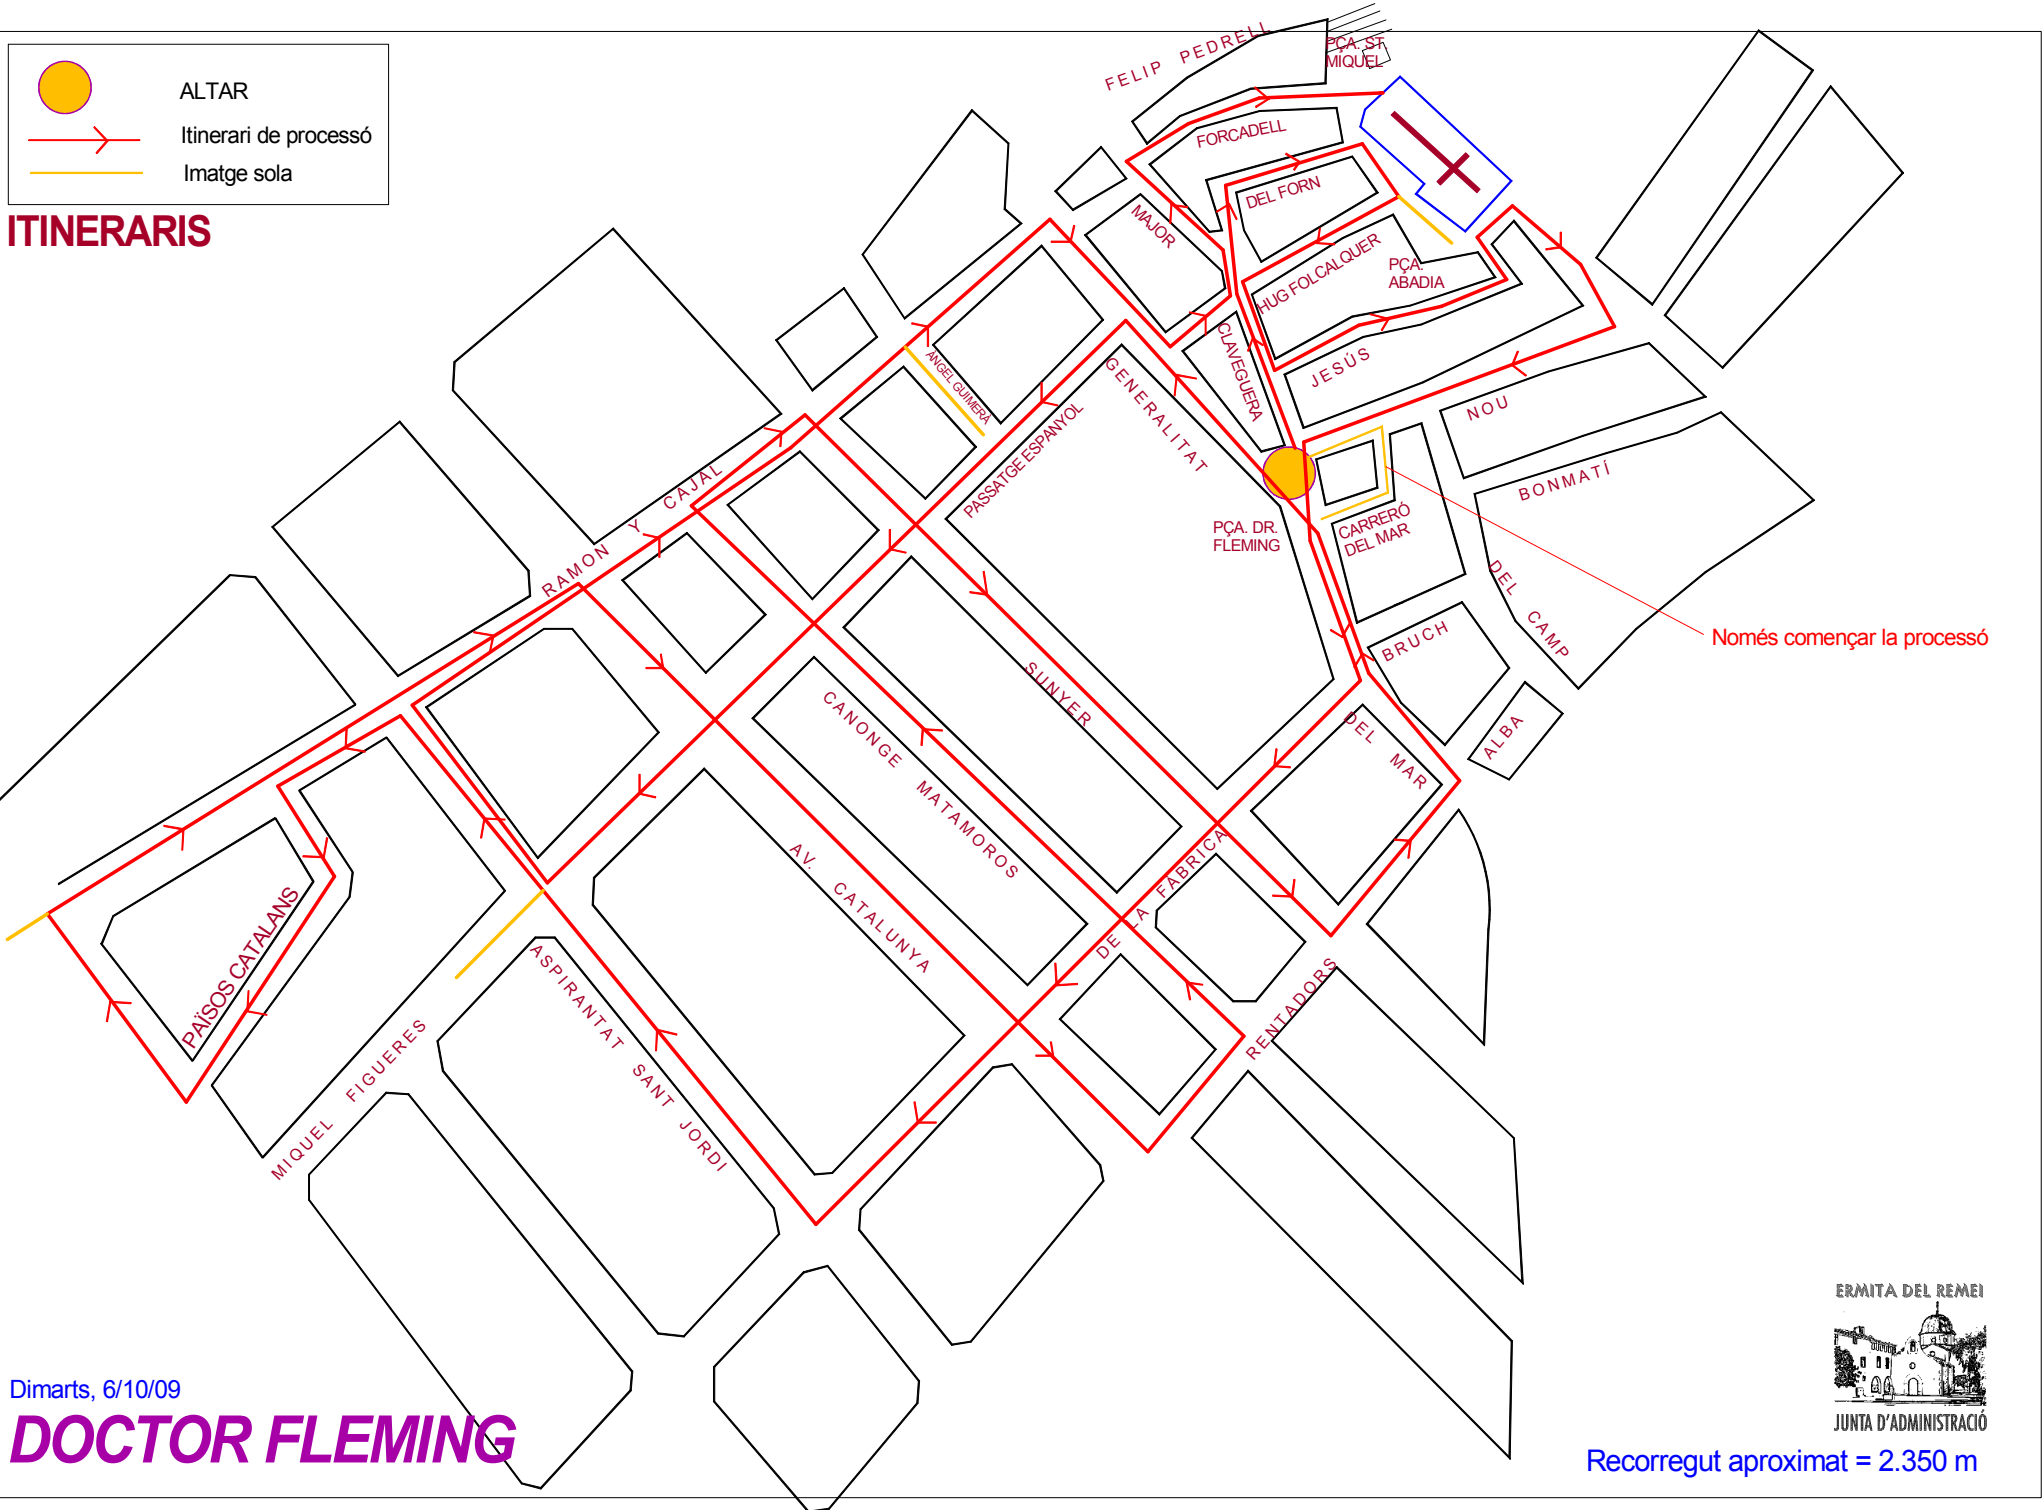 ALTAR
Itinerari de processó
Imatge sola
ITINERARIS
FELIP PEDRELL
PÇA. ST.
MIQUEL
FORCADELL
DEL FORN
MAJOR
HUG FOLCALQUER
PÇA.
ABADIA
CLAVEGUERA
JESÚS
ÀNGEL GUIMERÀ
GENERALITAT
PASSATGE ESPANYOL
NOU
BONMATÍ
RAMON Y CAJAL
PÇA. DR.
FLEMING
CARRERÓ
DEL MAR
DEL CAMP
Només començar la processó
BRUCH
SUNYER
CANONGE MATAMOROS
DEL MAR
ALBA
AV. CATALUNYA
DE LA FABRICA
PAÏSOS CATALANS
ASPIRANTAT SANT JORDI
RENTADORS
MIQUEL FIGUERES
ERMITA DEL REMEI
JUNTA D'ADMINISTRACIÓ
Dimarts, 6/10/09
DOCTOR FLEMING
Recorregut aproximat = 2.350 m